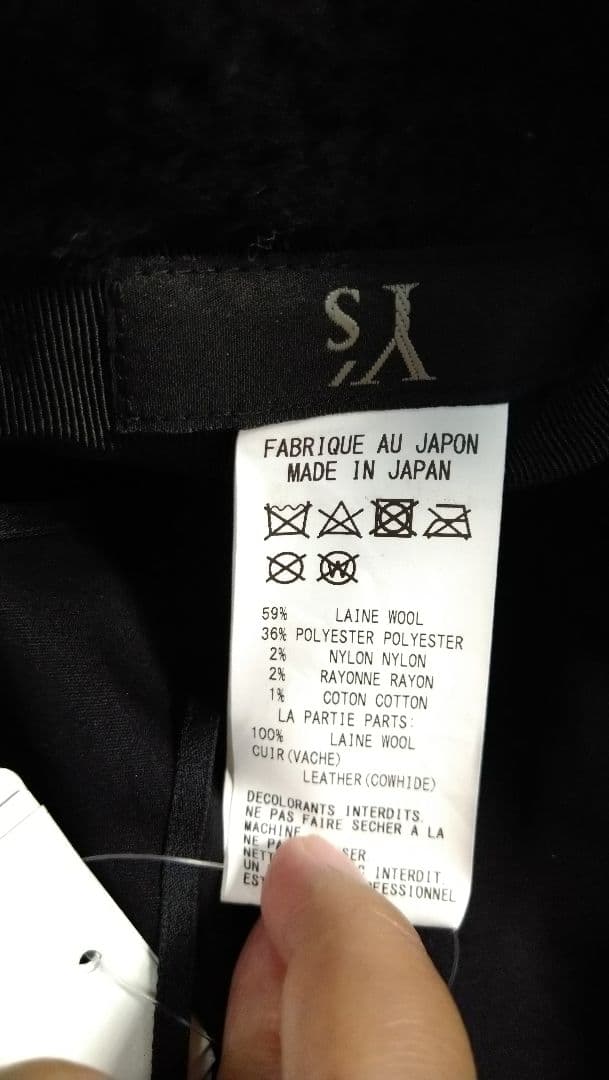 Y's
FABRIQUE AU JAPON
MADE IN JAPAN
59% LAINE WOOL
36% POLYESTER POLYESTER
2% NYLON NYLON
2% RAYONNE RAYON
1% COTON COTTON
LA PARTIE PARTS:
100% LAINE WOOL
CUIR(VACHE)
LEATHER(COWHIDE)
DECOLORANTS INTERDITS.
NE PAS FAIRE SECHER A LA
MACHINE
NE
UN INTERDIT.